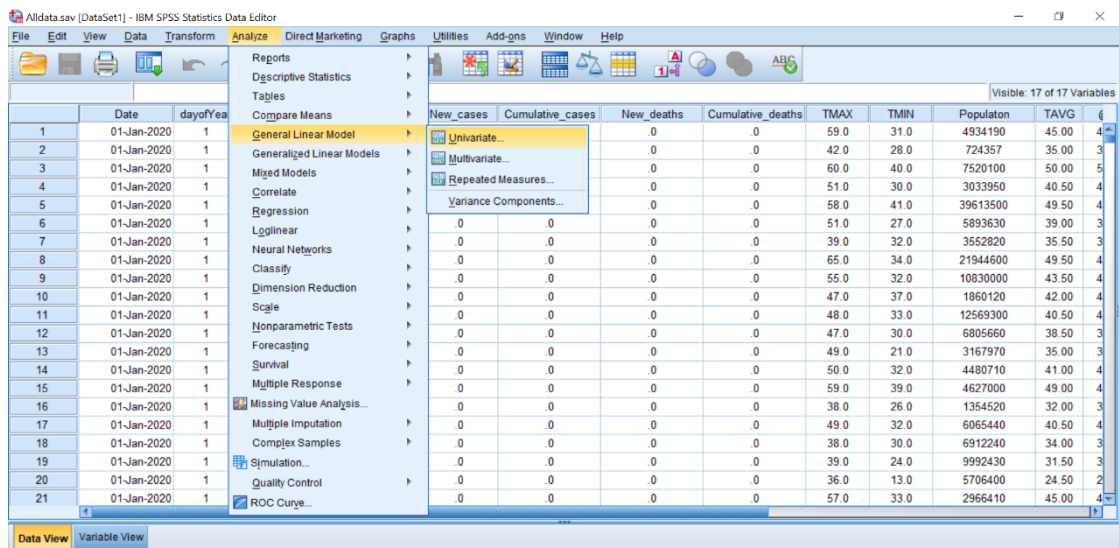 Alldata.sav [DataSet1] - IBM SPSS Statistics Data Editor
File Edit View Data Transform Analyze Direct Marketing Graphs Utilities Add-ons Window Help
Visible: 17 of 17 Variables
Reports
Descriptive Statistics
Tables
Compare Means
General Linear Model
Generalized Linear Models
Mixed Models
Correlate
Regression
Loglinear
Neural Networks
Classify
Dimension Reduction
Scale
Nonparametric Tests
Forecasting
Survival
Multiple Response
Missing Value Analysis...
Multiple Imputation
Complex Samples
Simulation...
Quality Control
ROC Curve...
Univariate...
Multivariate...
Repeated Measures...
Variance Components...
Date dayofYea New_cases Cumulative_cases New_deaths Cumulative_deaths TMAX TMIN Populaton TAVG
1 01-Jan-2020 1 .0 .0 59.0 31.0 4934190 45.00 4
2 01-Jan-2020 1 .0 .0 42.0 28.0 724357 35.00 3
3 01-Jan-2020 1 .0 .0 60.0 40.0 7520100 50.00 5
4 01-Jan-2020 1 .0 .0 51.0 30.0 3033950 40.50 4
5 01-Jan-2020 1 .0 .0 58.0 41.0 39613500 49.50 4
6 01-Jan-2020 1 .0 .0 .0 .0 51.0 27.0 5893630 39.00 3
7 01-Jan-2020 1 .0 .0 .0 .0 39.0 32.0 3552820 35.50 3
8 01-Jan-2020 1 .0 .0 .0 .0 65.0 34.0 21944600 49.50 4
9 01-Jan-2020 1 .0 .0 .0 .0 55.0 32.0 10830000 43.50 4
10 01-Jan-2020 1 .0 .0 .0 .0 47.0 37.0 1860120 42.00 4
11 01-Jan-2020 1 .0 .0 .0 .0 48.0 33.0 12569300 40.50 4
12 01-Jan-2020 1 .0 .0 .0 .0 47.0 30.0 6805660 38.50 3
13 01-Jan-2020 1 .0 .0 .0 .0 49.0 21.0 3167970 35.00 3
14 01-Jan-2020 1 .0 .0 .0 .0 50.0 32.0 4480710 41.00 4
15 01-Jan-2020 1 .0 .0 .0 .0 59.0 39.0 4627000 49.00 4
16 01-Jan-2020 1 .0 .0 .0 .0 38.0 26.0 1354520 32.00 3
17 01-Jan-2020 1 .0 .0 .0 .0 49.0 32.0 6065440 40.50 4
18 01-Jan-2020 1 .0 .0 .0 .0 38.0 30.0 6912240 34.00 3
19 01-Jan-2020 1 .0 .0 .0 .0 39.0 24.0 9992430 31.50 3
20 01-Jan-2020 1 .0 .0 .0 .0 36.0 13.0 5706400 24.50 2
21 01-Jan-2020 1 .0 .0 .0 .0 57.0 33.0 2966410 45.00 4
Data View Variable View